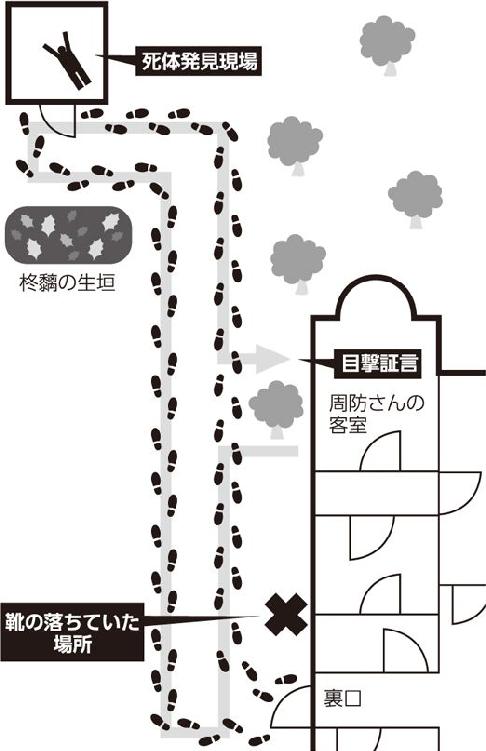 死体発見現場
柊黐の生垣
目撃証言
周防さんの
客室
靴の落ちていた
場所
裏口